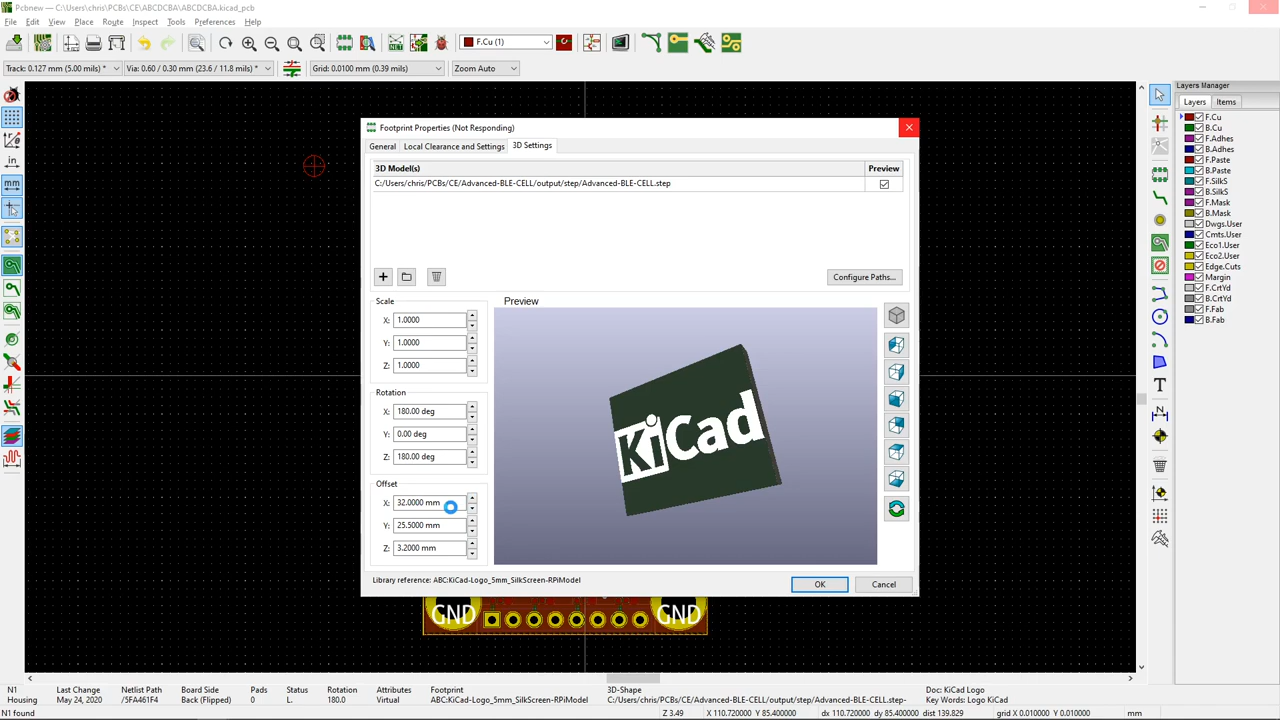 Pcbnew — C:\Users\chris\PCBs\CE\ABCDCBA\ABCDCBA.kicad_pcb
File Edit View Place Route Inspect Tools Preferences Help
F.Cu (1)
Track: 0.127 mm (5.00 mils) * Via: 0.60 / 0.30 mm (23.6 / 11.8 mils) * Grid: 0.0100 mm (0.39 mils) Zoom Auto
Layers Manager
Layers Items
F.Cu
B.Cu
F.Adhes
B.Adhes
F.Paste
B.Paste
F.SilkS
B.SilkS
F.Mask
B.Mask
Dwgs.User
Cmts.User
Eco1.User
Eco2.User
Edge.Cuts
Margin
F.CrtYd
B.CrtYd
F.Fab
B.Fab
in
mm
Footprint Properties (Not Responding)
General Local Clearance and Settings 3D Settings
3D Model(s) Preview
C:/Users/chris/PCBs/CE/Advanced-BLE-CELL/output/step/Advanced-BLE-CELL.step
Configure Paths...
Scale
X: 1.0000
Y: 1.0000
Z: 1.0000
Rotation
X: 180.00 deg
Y: 0.00 deg
Z: 180.00 deg
Offset
X: 32.0000 mm
Y: 25.5000 mm
Z: 3.2000 mm
Preview
KiCad
Library reference: ABC:KiCad-Logo_5mm_SilkScreen-RPiModel
OK Cancel
GND GND
N1 Last Change Netlist Path Board Side Pads Status Rotation Attributes Footprint 3D-Shape Doc: KiCad Logo
Housing May 24, 2020 /5FA461F4 Back (Flipped) 0 L. 180.0 Virtual ABC:KiCad-Logo_5mm_SilkScreen-RPiModel C:/Users/chris/PCBs/CE/Advanced-BLE-CELL/output/step/Advanced-BLE-CELL.step- Key Words: Logo KiCad
N1 found Z 3.49 X 110.720000 Y 85.400000 dx 110.720000 dy 85.400000 dist 139.829 grid X 0.010000 Y 0.010000 mm